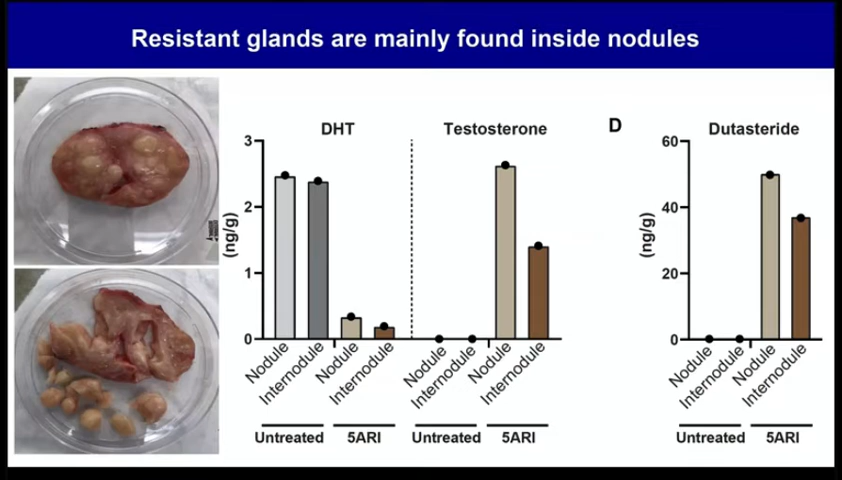 Resistant glands are mainly found inside nodules
DHT
Testosterone
3
2
1
0
(ng/g)
Nodule
Internodule
Nodule
Internodule
Nodule
Internodule
Nodule
Internodule
Untreated
5ARI
Untreated
5ARI
D
Dutasteride
60
40
20
0
(ng/g)
Nodule
Internodule
Nodule
Internodule
Untreated
5ARI